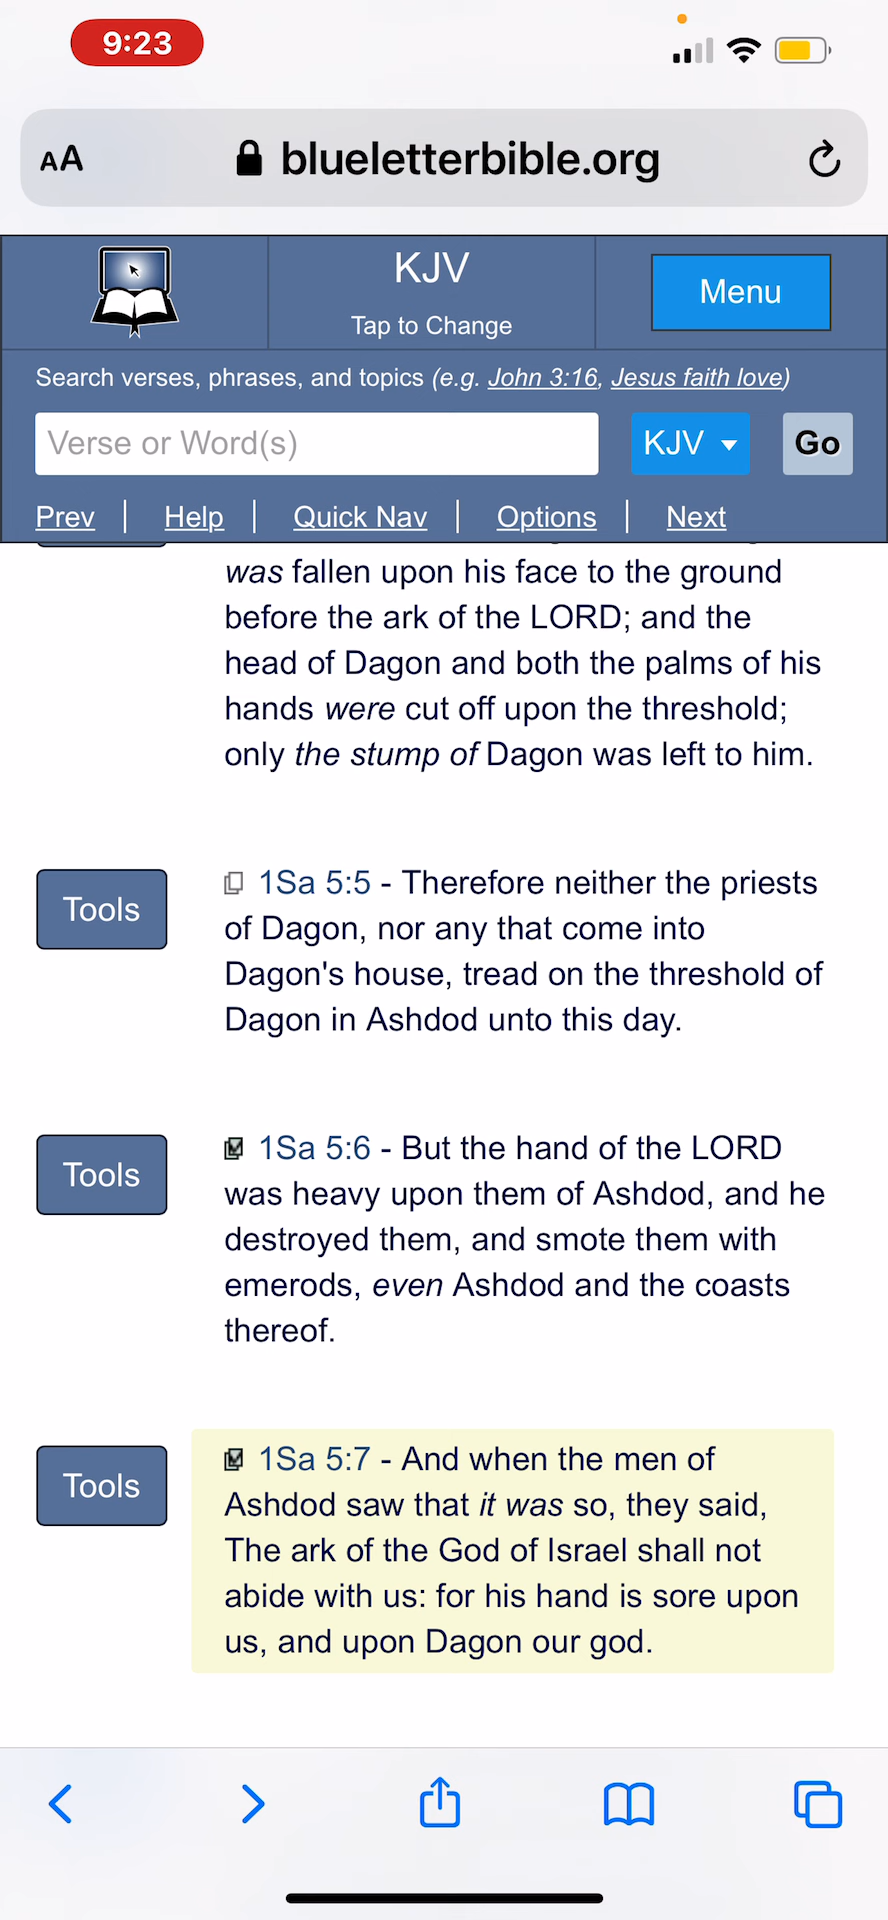 9:23
AA
blueletterbible.org
KJV
Tap to Change
Menu
Search verses, phrases, and topics (e.g. John 3:16, Jesus faith love)
Verse or Word(s)
KJV
Go
Prev | Help | Quick Nav | Options | Next
was fallen upon his face to the ground
before the ark of the LORD; and the
head of Dagon and both the palms of his
hands were cut off upon the threshold;
only the stump of Dagon was left to him.
Tools
1Sa 5:5 - Therefore neither the priests
of Dagon, nor any that come into
Dagon's house, tread on the threshold of
Dagon in Ashdod unto this day.
Tools
1Sa 5:6 - But the hand of the LORD
was heavy upon them of Ashdod, and he
destroyed them, and smote them with
emerods, even Ashdod and the coasts
thereof.
Tools
1Sa 5:7 - And when the men of
Ashdod saw that it was so, they said,
The ark of the God of Israel shall not
abide with us: for his hand is sore upon
us, and upon Dagon our god.